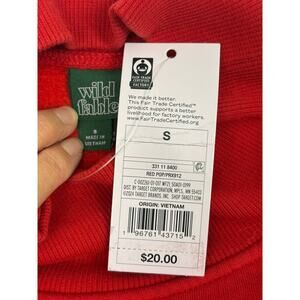 FAIR TRADE
CERTIFIED
FACTORY
We made it better.
This Fair Trade Certified™
product supports a better
livelihood for factory workers.
www.FairTradeCertified.org
wild
fable
S
MADE IN
VIETNAM
S
331 11 8400
RED POP/PRX912
DIST. BY TARGET CORPORATION, MPLS, MN 55403
©2024 TARGET BRANDS, INC. SHOP TARGET.COM
ORIGIN: VIETNAM
1 96761 43715 2
$20.00